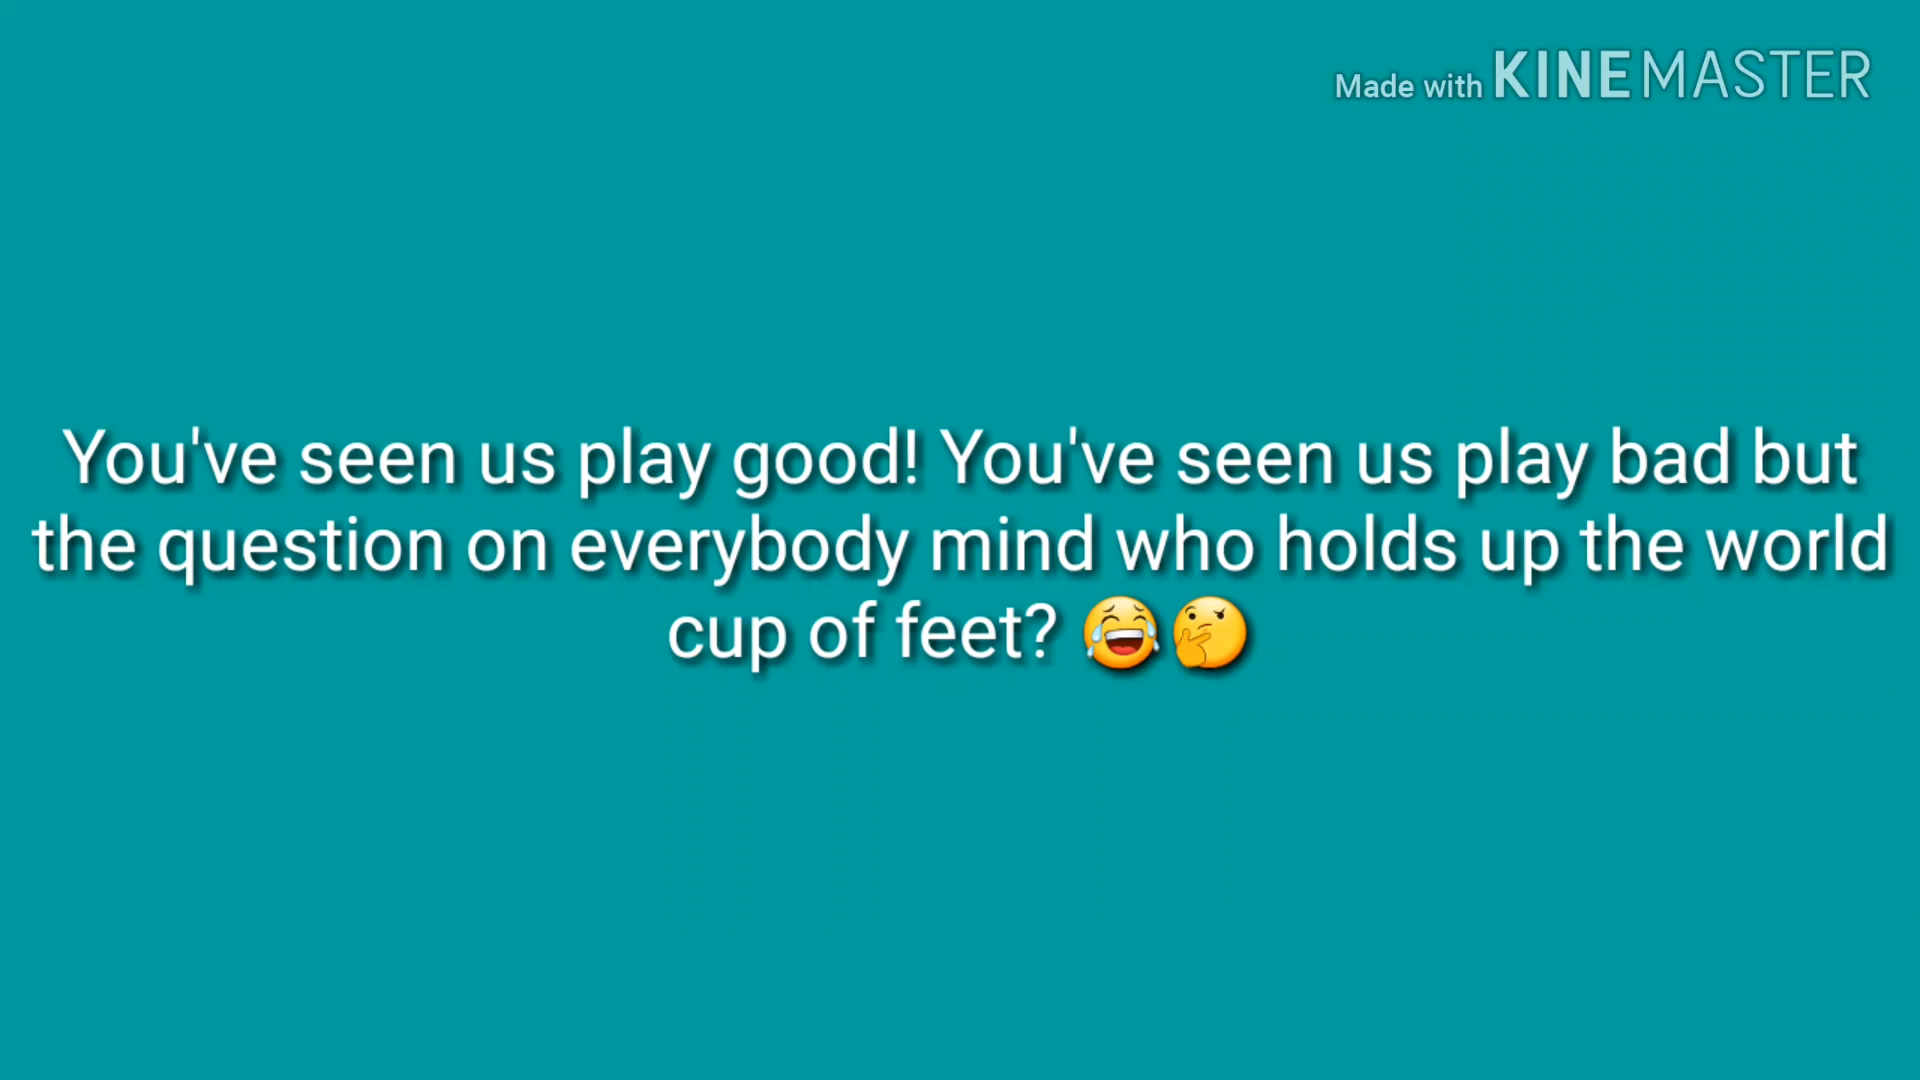 Made with KINEMASTER
You've seen us play good! You've seen us play bad but
the question on everybody mind who holds up the world
cup of feet? 😂🤔